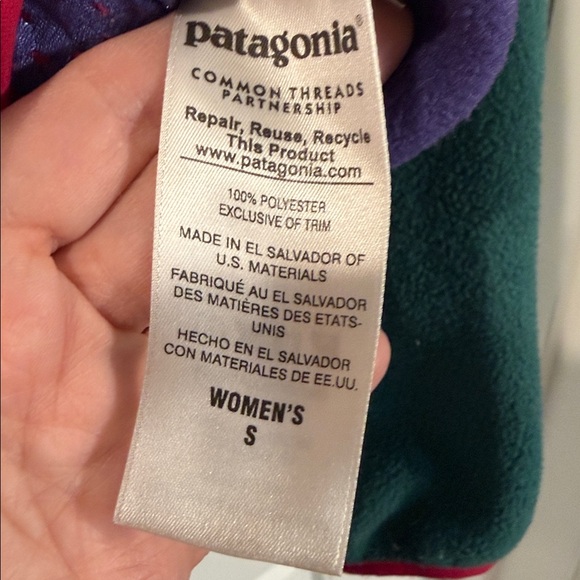 patagonia®
COMMON THREADS
PARTNERSHIP
Repair, Reuse, Recycle
This Product
www.patagonia.com
100% POLYESTER
EXCLUSIVE OF TRIM
MADE IN EL SALVADOR OF
U.S. MATERIALS
FABRIQUÉ AU EL SALVADOR
DES MATIÈRES DES ETATS-
UNIS
HECHO EN EL SALVADOR
CON MATERIALES DE EE.UU.
WOMEN'S
S